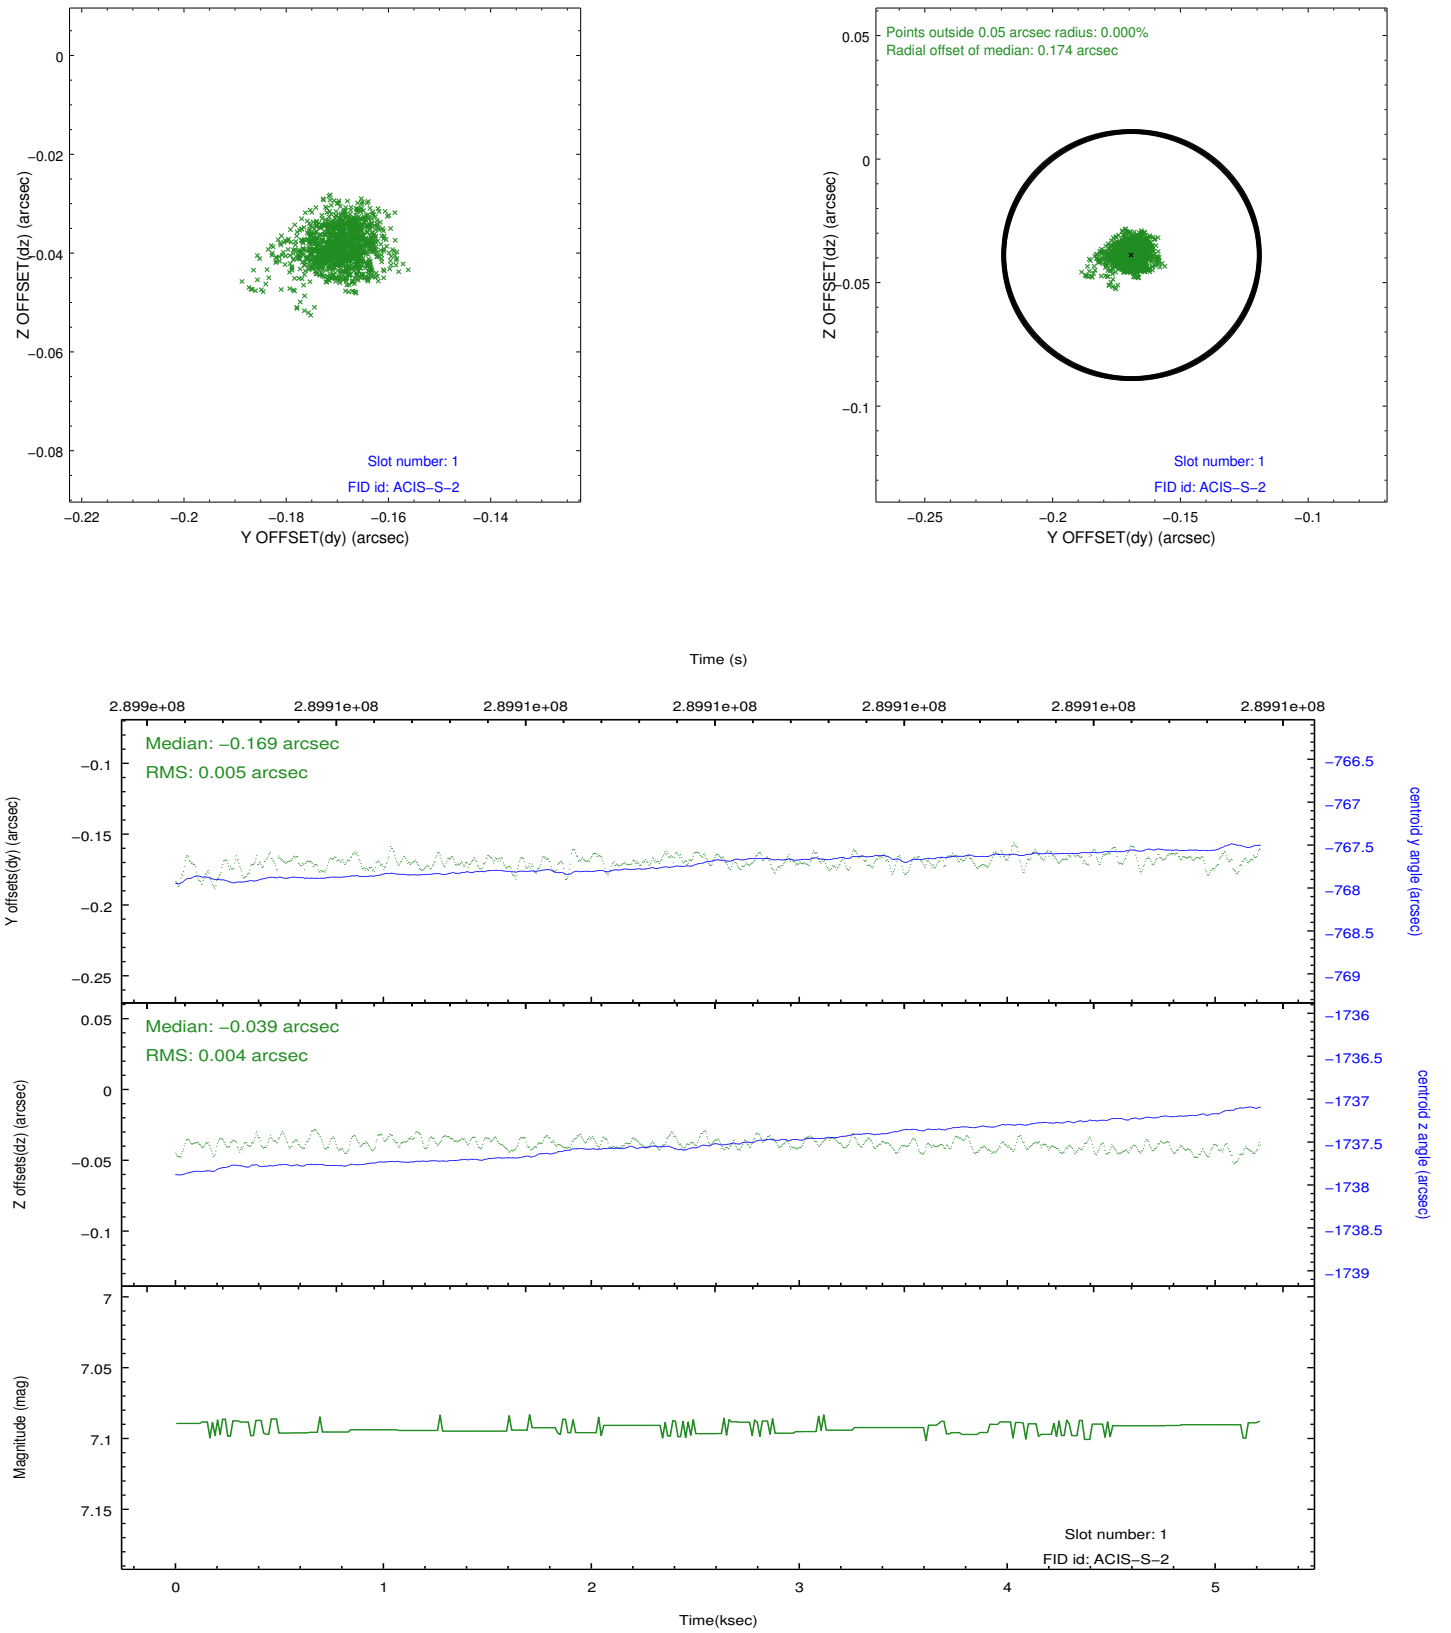 0
−0.02
−0.04
−0.06
−0.08
Z OFFSET(dz) (arcsec)
Slot number: 1
FID id: ACIS−S−2
−0.22
−0.2
−0.18
−0.16
−0.14
Y OFFSET(dy) (arcsec)
Points outside 0.05 arcsec radius: 0.000%
Radial offset of median: 0.174 arcsec
0.05
0
−0.05
−0.1
Z OFFSET(dz) (arcsec)
Slot number: 1
FID id: ACIS−S−2
−0.25
−0.2
−0.15
−0.1
Y OFFSET(dy) (arcsec)
Time (s)
2.899e+08
2.8991e+08
2.8991e+08
2.8991e+08
2.8991e+08
2.8991e+08
2.8991e+08
Median: −0.169 arcsec
RMS: 0.005 arcsec
−0.1
−0.15
−0.2
−0.25
Y offsets(dy) (arcsec)
−766.5
−767
−767.5
−768
−768.5
−769
centroid y angle (arcsec)
Median: −0.039 arcsec
RMS: 0.004 arcsec
0.05
0
−0.05
−0.1
Z offsets(dz) (arcsec)
−1736
−1736.5
−1737
−1737.5
−1738
−1738.5
−1739
centroid z angle (arcsec)
7
7.05
7.1
7.15
Magnitude (mag)
Slot number: 1
FID id: ACIS−S−2
0
1
2
3
4
5
Time(ksec)